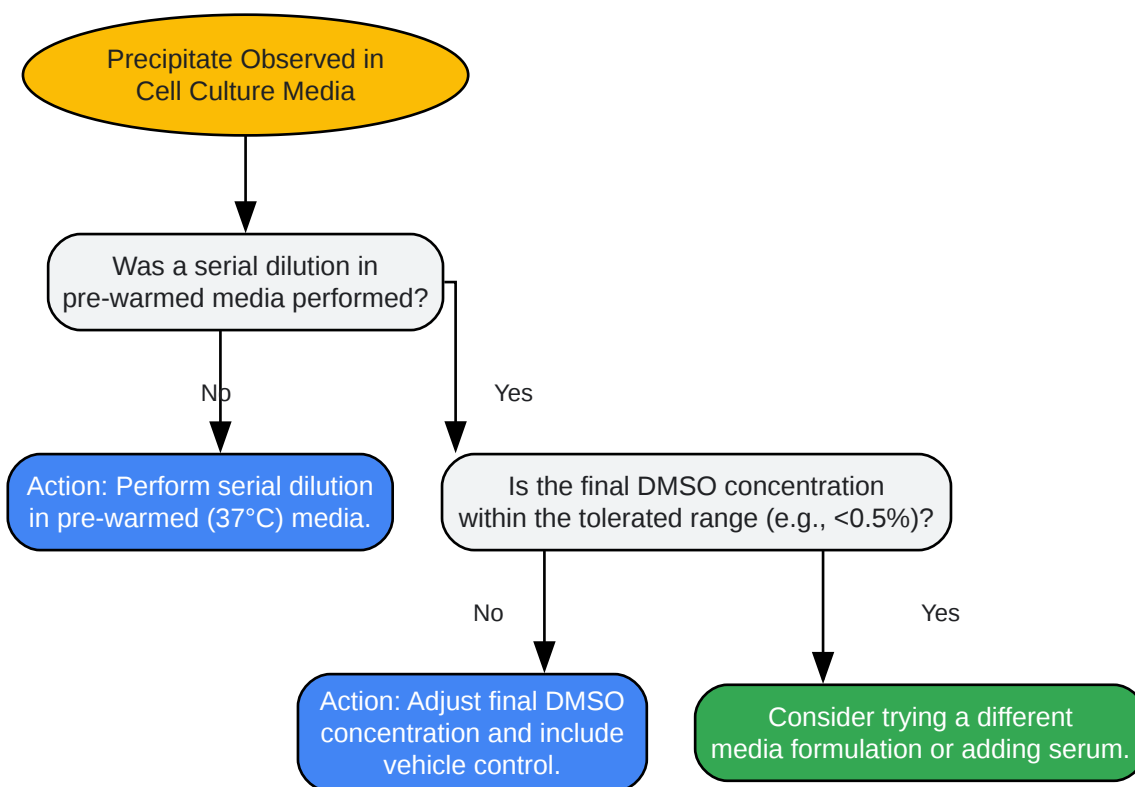 Precipitate Observed in
Cell Culture Media
Was a serial dilution in
pre-warmed media performed?
No
Yes
Action: Perform serial dilution
in pre-warmed (37°C) media.
Is the final DMSO concentration
within the tolerated range (e.g., <0.5%)?
No
Yes
Action: Adjust final DMSO
concentration and include
vehicle control.
Consider trying a different
media formulation or adding serum.